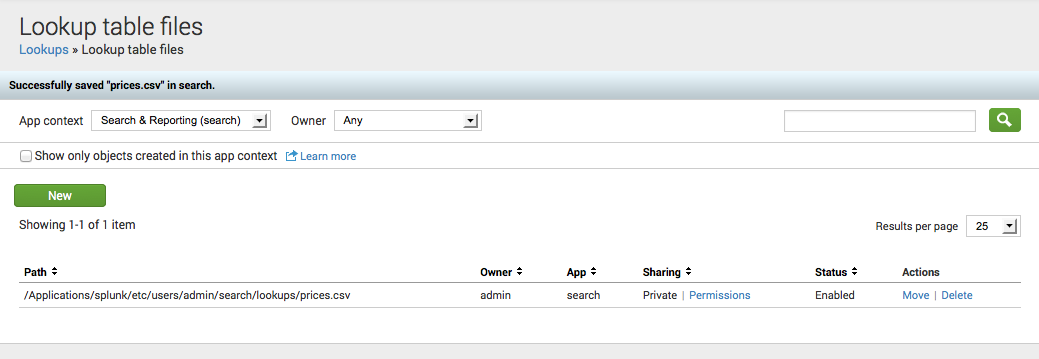 Lookup table files
Lookups » Lookup table files
Successfully saved "prices.csv" in search.
App context Search & Reporting (search) Owner Any
Show only objects created in this app context Learn more
New
Showing 1-1 of 1 item
Results per page 25
Path Owner App Sharing Status Actions
/Applications/splunk/etc/users/admin/search/lookups/prices.csv admin search Private | Permissions Enabled Move | Delete